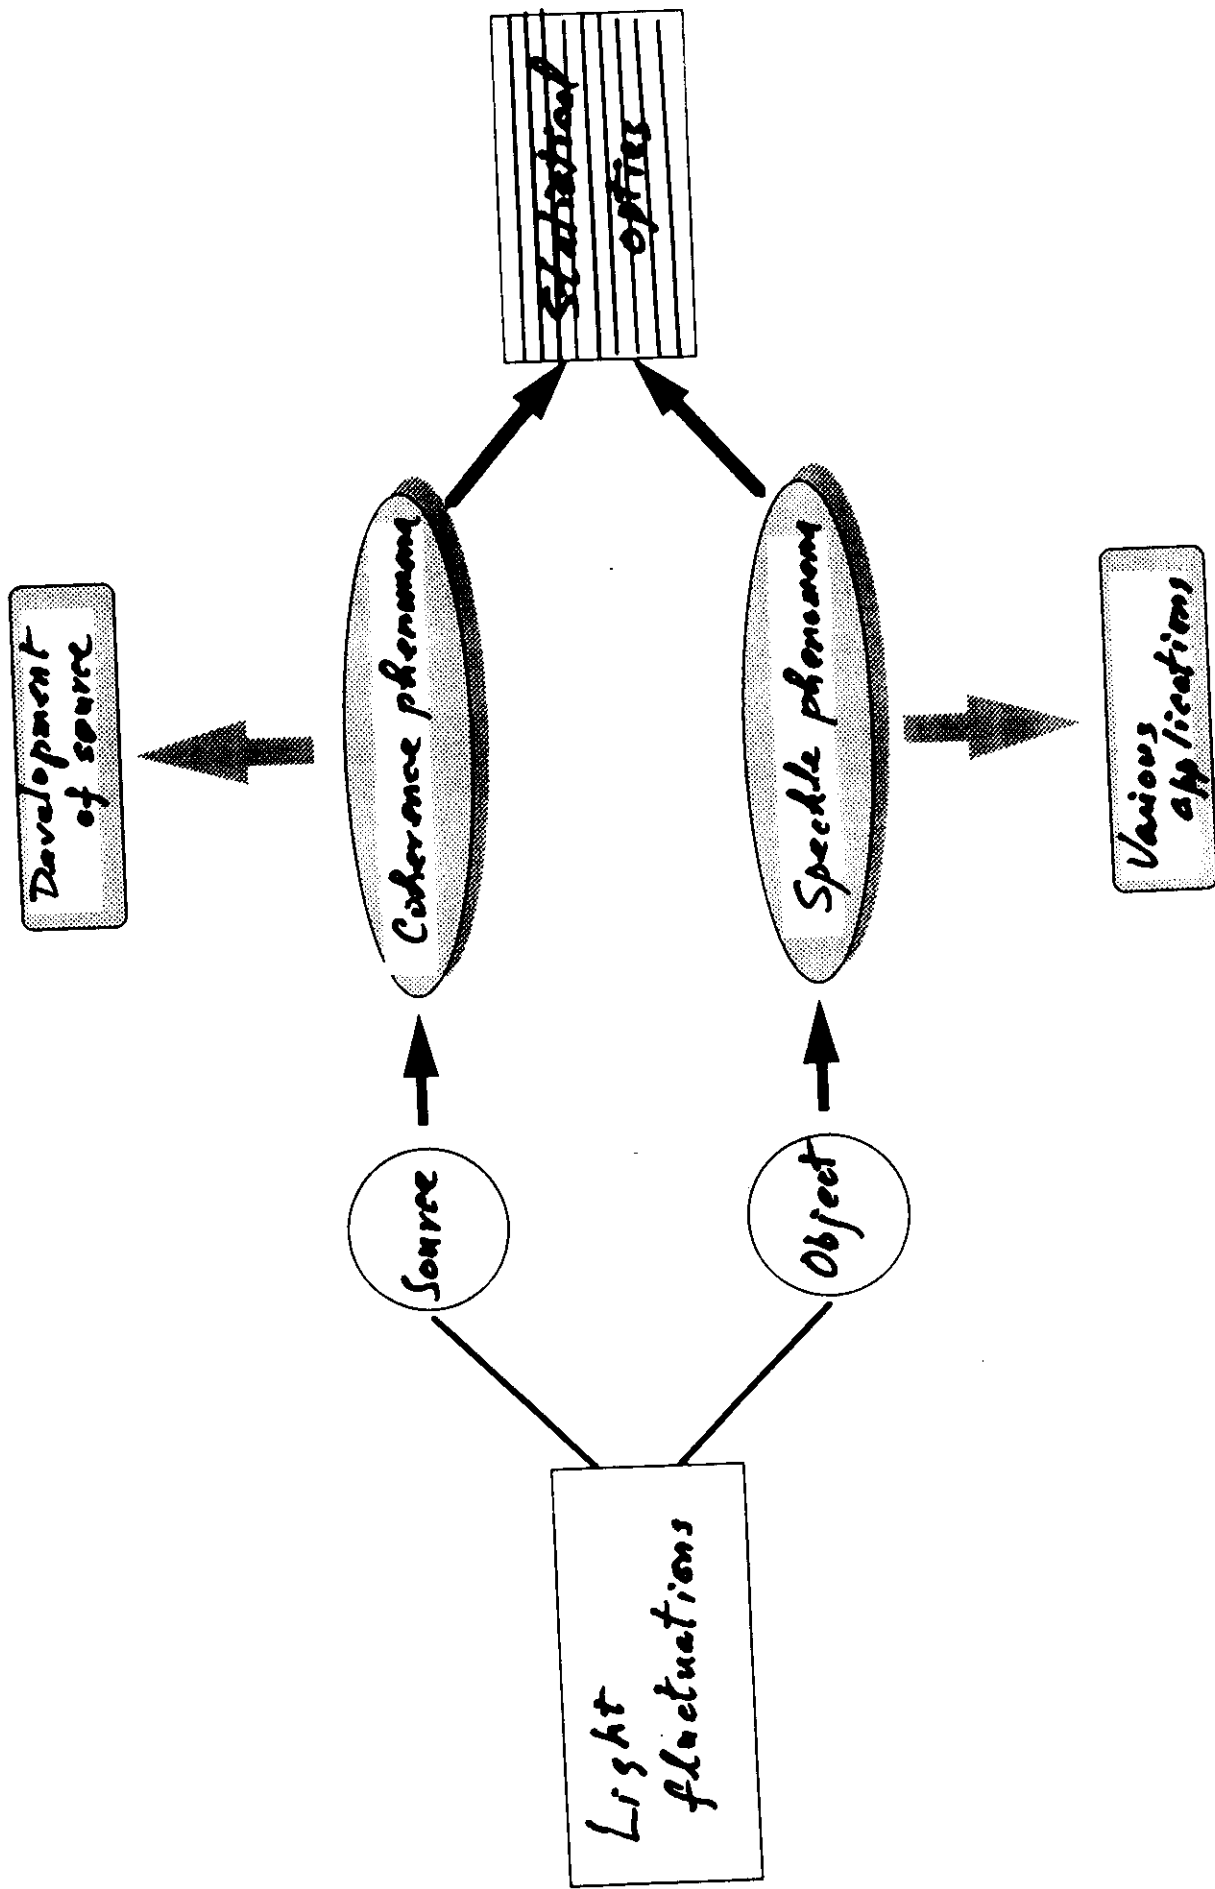 Light
fluctuations
Source
Object
Coherence phenomena
Speckle phenomena
Development
of source
Various
applications
Statistical
optics